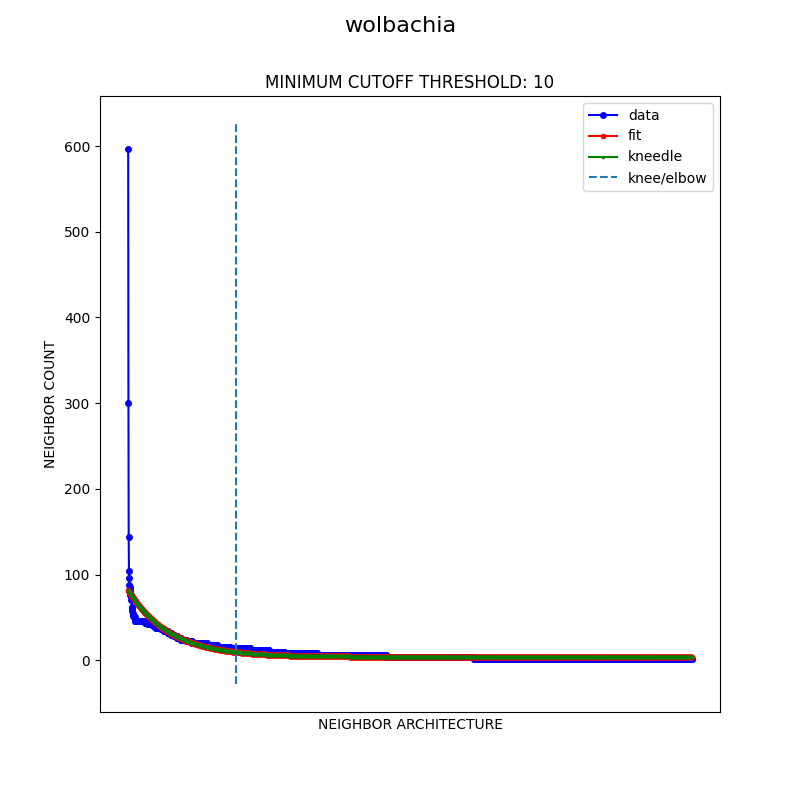 wolbachia
MINIMUM CUTOFF THRESHOLD: 10
data
fit
kneedle
knee/elbow
600
500
400
300
200
100
0
NEIGHBOR COUNT
NEIGHBOR ARCHITECTURE